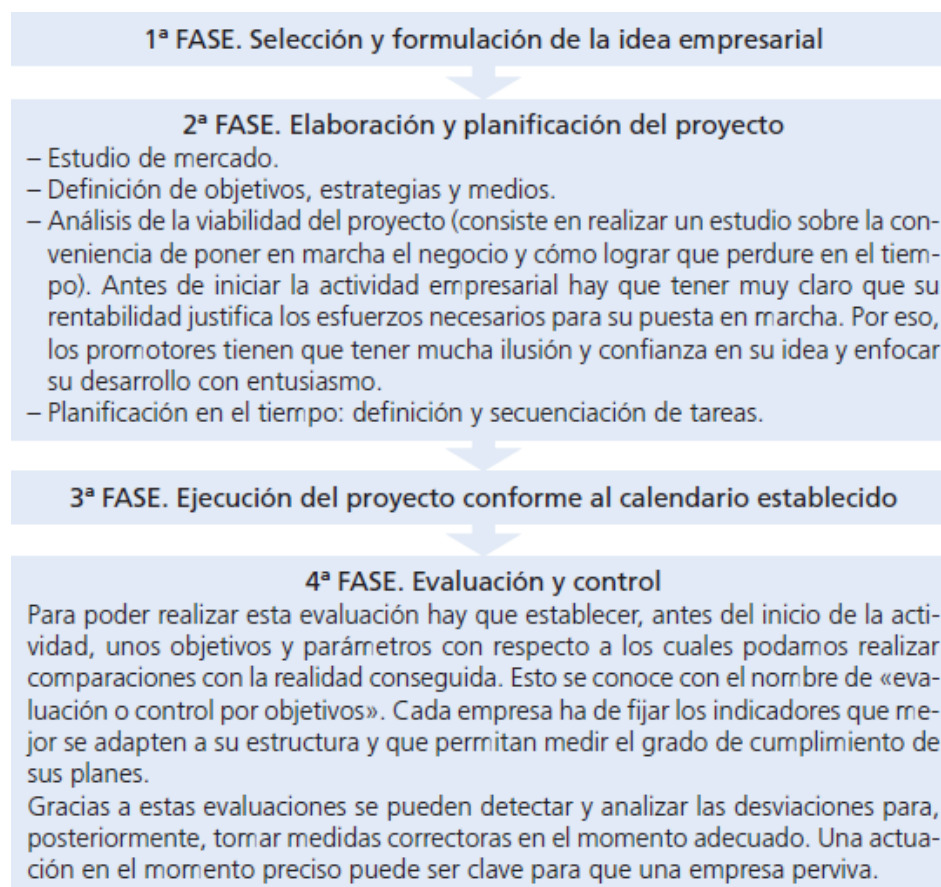 1ª FASE. Selección y formulación de la idea empresarial
2ª FASE. Elaboración y planificación del proyecto
– Estudio de mercado.
– Definición de objetivos, estrategias y medios.
– Análisis de la viabilidad del proyecto (consiste en realizar un estudio sobre la con-
veniencia de poner en marcha el negocio y cómo lograr que perdure en el tiem-
po). Antes de iniciar la actividad empresarial hay que tener muy claro que su
rentabilidad justifica los esfuerzos necesarios para su puesta en marcha. Por eso,
los promotores tienen que tener mucha ilusión y confianza en su idea y enfocar
su desarrollo con entusiasmo.
– Planificación en el tiempo: definición y secuenciación de tareas.
3ª FASE. Ejecución del proyecto conforme al calendario establecido
4ª FASE. Evaluación y control
Para poder realizar esta evaluación hay que establecer, antes del inicio de la acti-
vidad, unos objetivos y parámetros con respecto a los cuales podamos realizar
comparaciones con la realidad conseguida. Esto se conoce con el nombre de «eva-
luación o control por objetivos». Cada empresa ha de fijar los indicadores que me-
jor se adapten a su estructura y que permitan medir el grado de cumplimiento de
sus planes.
Gracias a estas evaluaciones se pueden detectar y analizar las desviaciones para,
posteriormente, tomar medidas correctoras en el momento adecuado. Una actua-
ción en el momento preciso puede ser clave para que una empresa perviva.